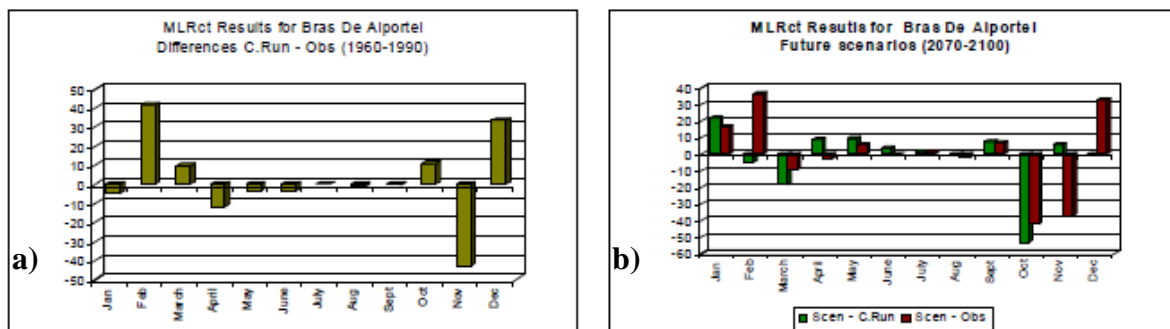 MLRct Results for Bras De Alportel
Differences C.Run - Obs (1960-1990)
50
40
30
20
10
0
-10
-20
-30
-40
-50
Jan
Feb
March
April
May
June
July
Aug
Sept
Oct
Nov
Dec
a)
MLRct Resutls for Bras De Alportel
Future scenarios (2070-2100)
40
30
20
10
0
-10
-20
-30
-40
-50
-60
Jan
Feb
March
April
May
June
July
Aug
Sept
Oct
Nov
Dec
Scen - C.Run
Scen - Obs
b)